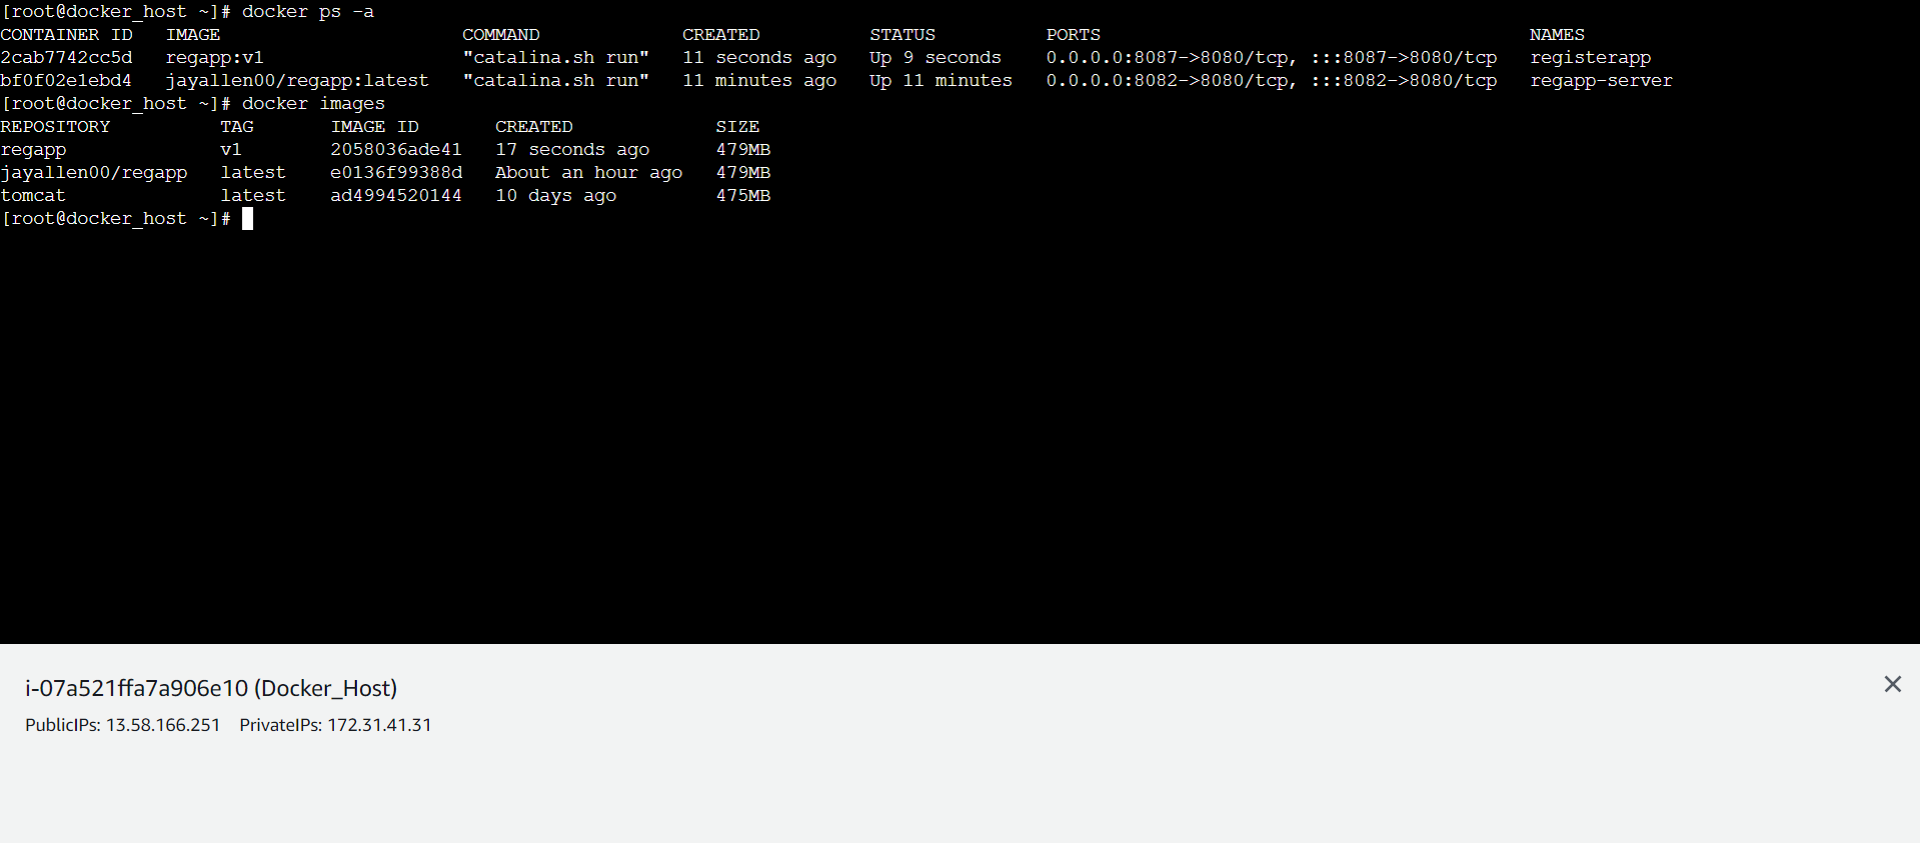 [root@docker_host ~]# docker ps -a
CONTAINER ID   IMAGE                      COMMAND             CREATED          STATUS          PORTS                                       NAMES
2cab7742cc5d   regapp:v1                  "catalina.sh run"   11 seconds ago   Up 9 seconds    0.0.0.0:8087->8080/tcp, :::8087->8080/tcp   registerapp
bf0f02e1ebd4   jayallen00/regapp:latest   "catalina.sh run"   11 minutes ago   Up 11 minutes   0.0.0.0:8082->8080/tcp, :::8082->8080/tcp   regapp-server
[root@docker_host ~]# docker images
REPOSITORY          TAG       IMAGE ID       CREATED             SIZE
regapp              v1        2058036ade41   17 seconds ago      479MB
jayallen00/regapp   latest    e0136f99388d   About an hour ago   479MB
tomcat              latest    ad4994520144   10 days ago         475MB
[root@docker_host ~]#
i-07a521ffa7a906e10 (Docker_Host)
PublicIPs: 13.58.166.251    PrivateIPs: 172.31.41.31